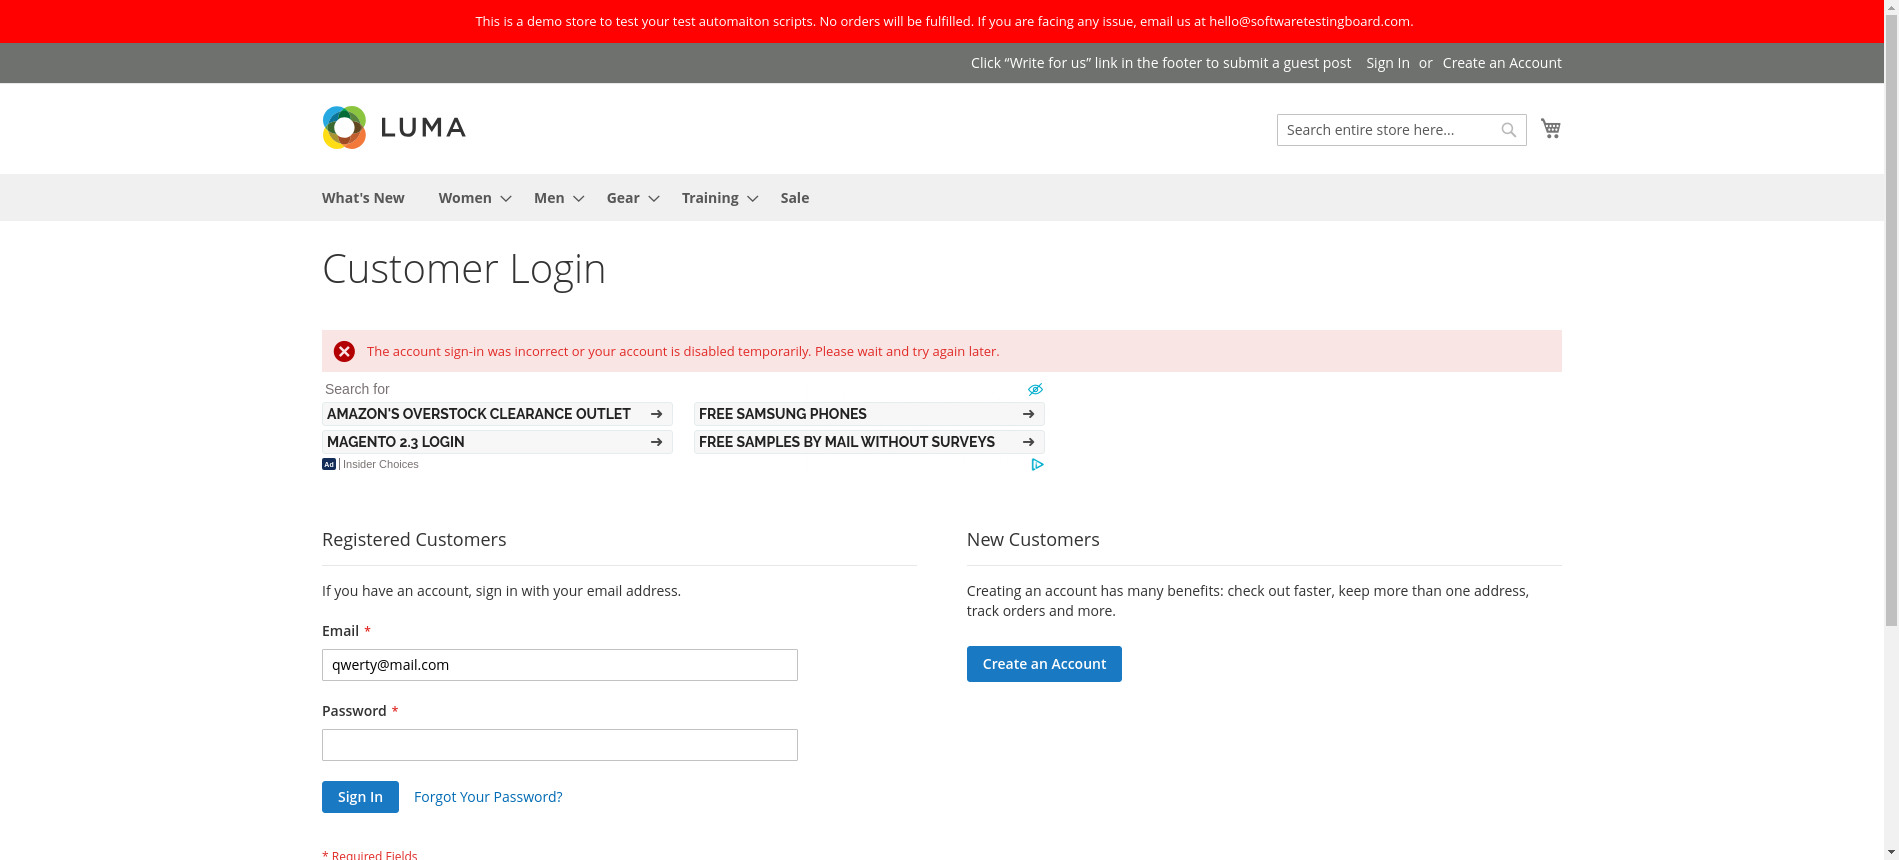 This is a demo store to test your test automaiton scripts. No orders will be fulfilled. If you are facing any issue, email us at hello@softwaretestingboard.com.
Click “Write for us” link in the footer to submit a guest post Sign In or Create an Account
LUMA
Search entire store here...
What's New Women Men Gear Training Sale
Customer Login
The account sign-in was incorrect or your account is disabled temporarily. Please wait and try again later.
Search for
AMAZON'S OVERSTOCK CLEARANCE OUTLET
FREE SAMSUNG PHONES
MAGENTO 2.3 LOGIN
FREE SAMPLES BY MAIL WITHOUT SURVEYS
Ad | Insider Choices
Registered Customers
If you have an account, sign in with your email address.
Email *
qwerty@mail.com
Password *
Sign In Forgot Your Password?
* Required Fields
New Customers
Creating an account has many benefits: check out faster, keep more than one address,
track orders and more.
Create an Account